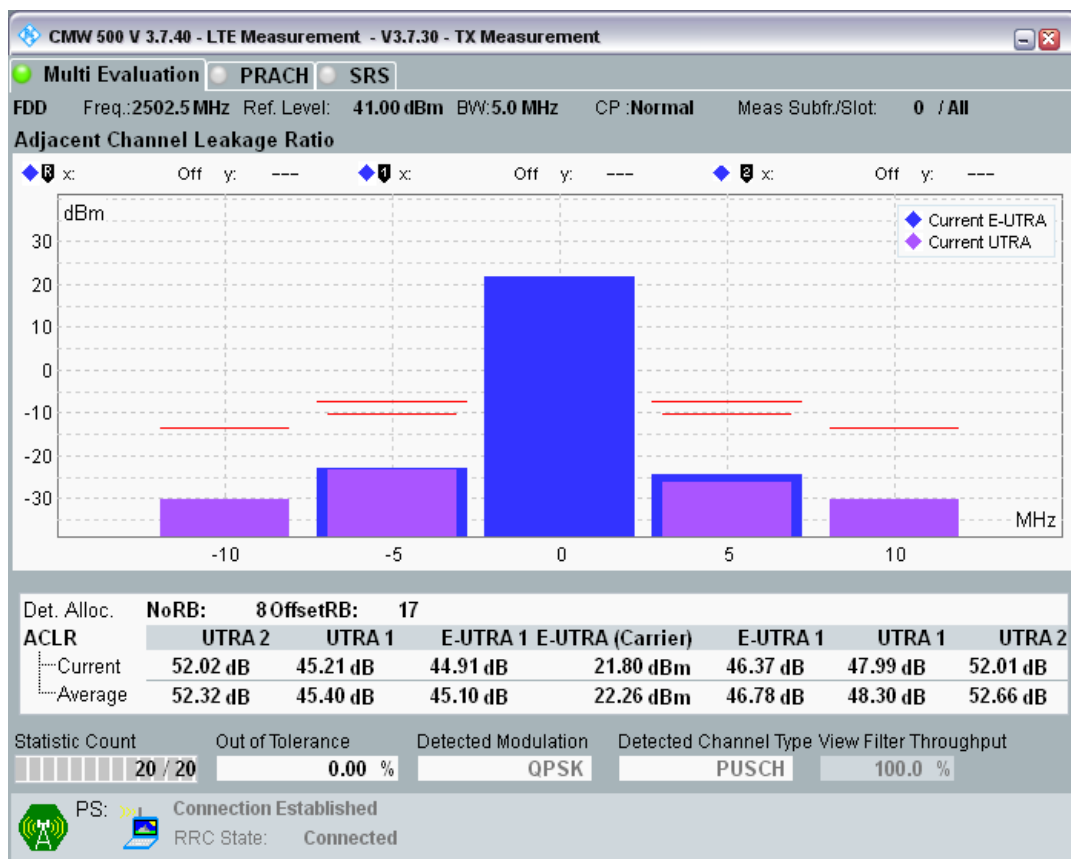 CMW 500 V 3.7.40 - LTE Measurement - V3.7.30 - TX Measurement
Multi Evaluation PRACH SRS
FDD Freq.:2502.5 MHz Ref. Level: 41.00 dBm BW:5.0 MHz CP :Normal Meas Subfr./Slot: 0 / All
Adjacent Channel Leakage Ratio
R x: Off y: --- 1 x: Off y: --- 2 x: Off y: ---
dBm
Current E-UTRA
Current UTRA
30
20
10
0
-10
-20
-30
MHz
-10 -5 0 5 10
Det. Alloc. NoRB: 8 OffsetRB: 17
ACLR UTRA 2 UTRA 1 E-UTRA 1 E-UTRA (Carrier) E-UTRA 1 UTRA 1 UTRA 2
Current 52.02 dB 45.21 dB 44.91 dB 21.80 dBm 46.37 dB 47.99 dB 52.01 dB
Average 52.32 dB 45.40 dB 45.10 dB 22.26 dBm 46.78 dB 48.30 dB 52.66 dB
Statistic Count Out of Tolerance Detected Modulation Detected Channel Type View Filter Throughput
20 / 20 0.00 % QPSK PUSCH 100.0 %
PS: Connection Established
RRC State: Connected